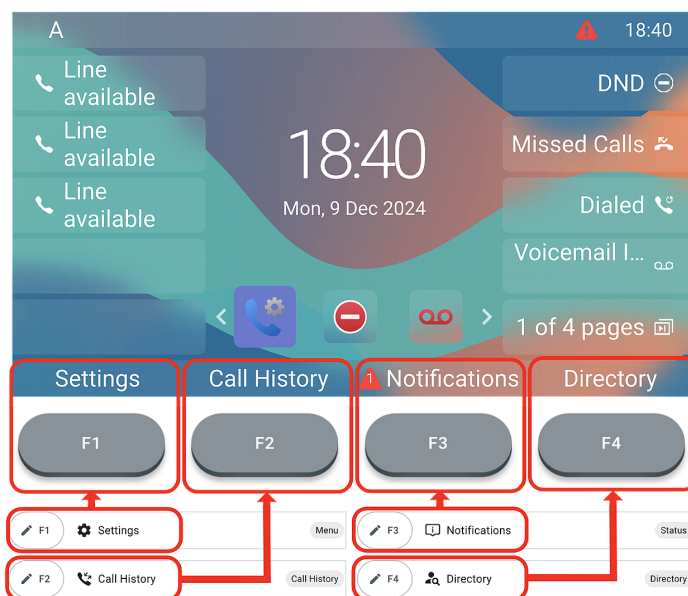 A
18:40
Line
available
DND
Line
available
Missed Calls
18:40
Mon, 9 Dec 2024
Line
available
Dialed
Voicemail I...
1 of 4 pages
Settings
Call History
1 Notifications
Directory
F1
F2
F3
F4
F1 Settings Menu
F3 Notifications Status
F2 Call History Call History
F4 Directory Directory